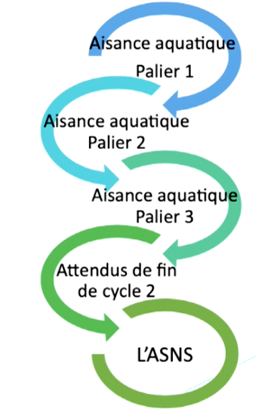 Aisance aquatique
Palier 1
Aisance aquatique
Palier 2
Aisance aquatique
Palier 3
Attendus de fin
de cycle 2
L'ASNS